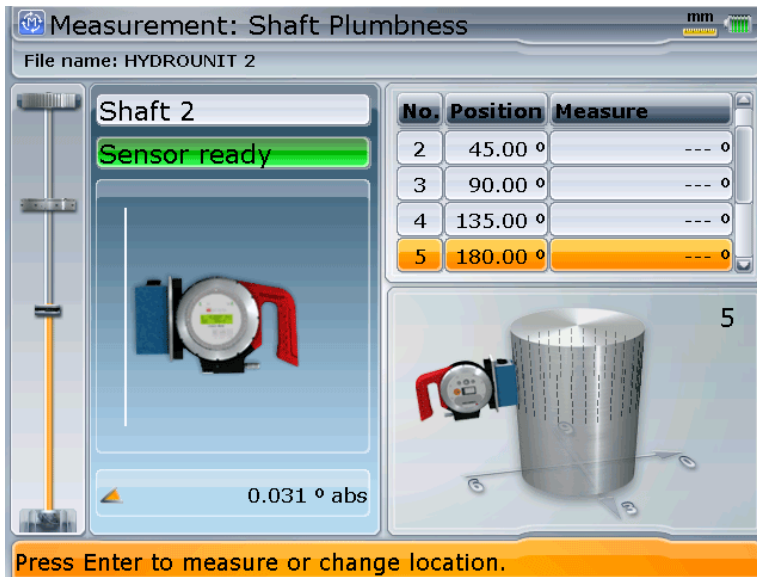 Measurement: Shaft Plumbness
mm
File name: HYDROUNIT 2
Shaft 2
Sensor ready
0.031 º abs
No. Position Measure
2 45.00 º --- º
3 90.00 º --- º
4 135.00 º --- º
5 180.00 º --- º
5
0
9
Press Enter to measure or change location.